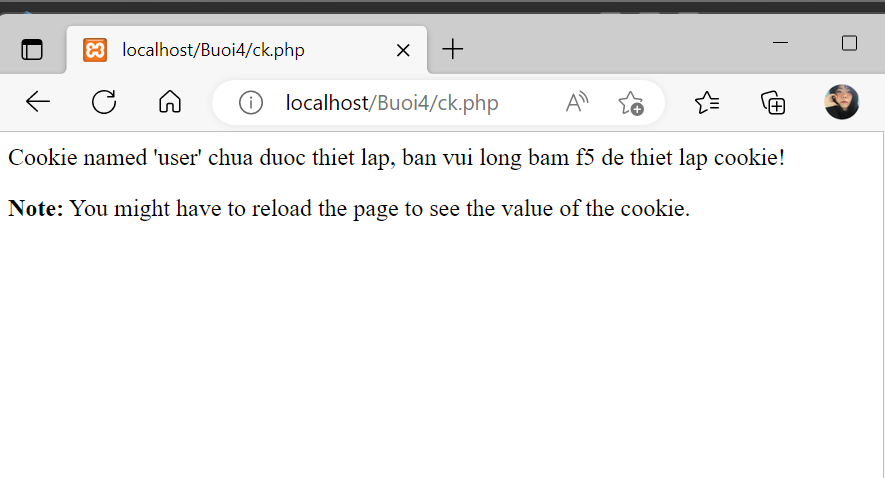 localhost/Buoi4/ck.php
localhost/Buoi4/ck.php
Cookie named 'user' chua duoc thiet lap, ban vui long bam f5 de thiet lap cookie!
Note: You might have to reload the page to see the value of the cookie.